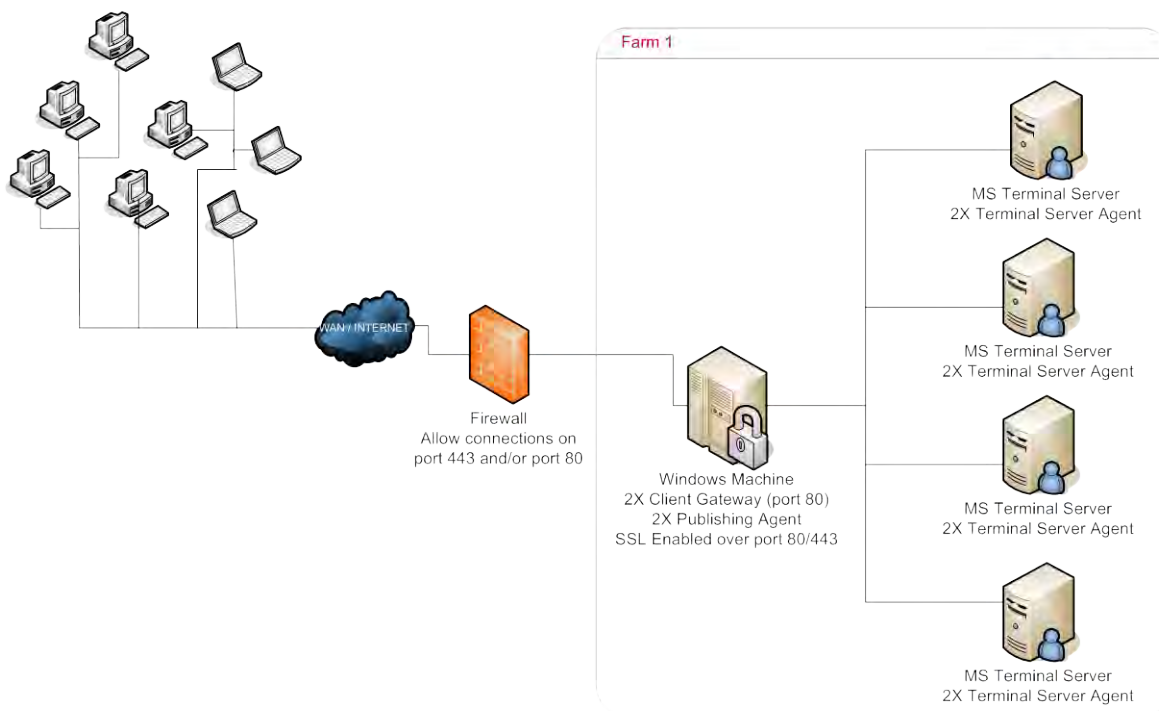 Farm 1
MS Terminal Server
2X Terminal Server Agent
MS Terminal Server
2X Terminal Server Agent
WAN / INTERNET
Firewall
Allow connections on
port 443 and/or port 80
Windows Machine
2X Client Gateway (port 80)
2X Publishing Agent
SSL Enabled over port 80/443
MS Terminal Server
2X Terminal Server Agent
MS Terminal Server
2X Terminal Server Agent